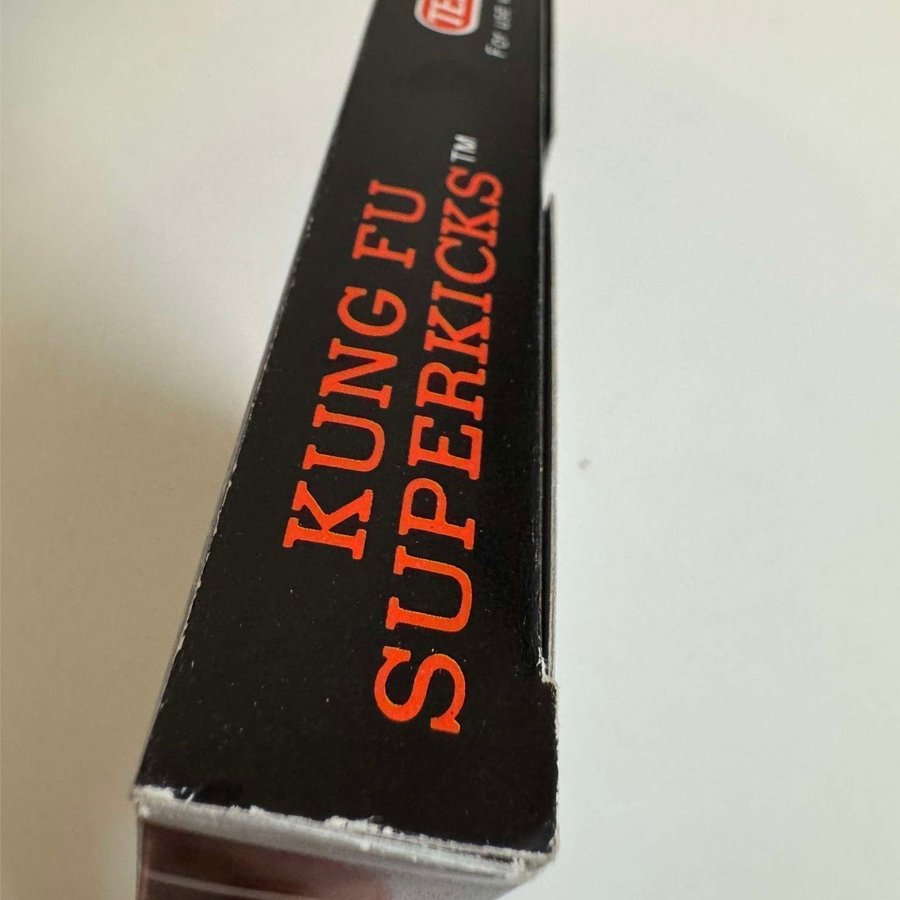 KUNG FU
SUPERKICKS™
For use